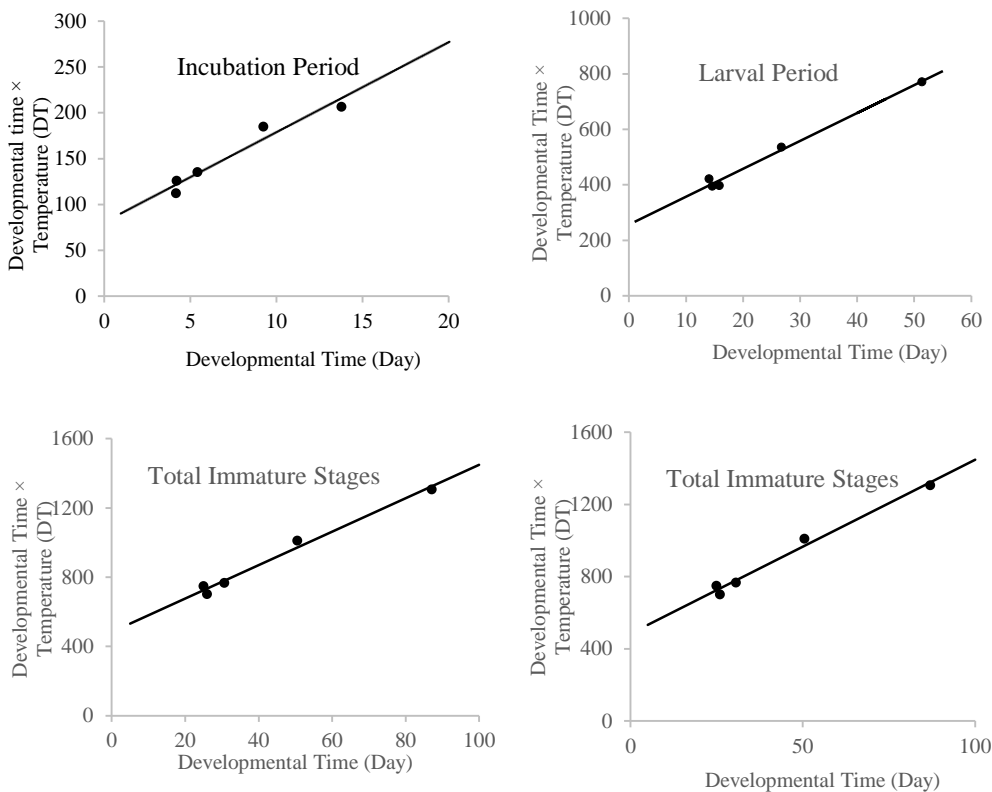 Incubation Period
Developmental time ×
Temperature (DT)
300
250
200
150
100
50
0
0 5 10 15 20
Developmental Time (Day)
Larval Period
Developmental Time ×
Temperature (DT)
1000
800
600
400
200
0
0 10 20 30 40 50 60
Developmental Time (Day)
Total Immature Stages
Developmental Time ×
Temperature (DT)
1600
1200
800
400
0
0 20 40 60 80 100
Developmental Time (Day)
Total Immature Stages
Developmental Time ×
Temperature (DT)
1600
1200
800
400
0
0 50 100
Developmental Time (Day)